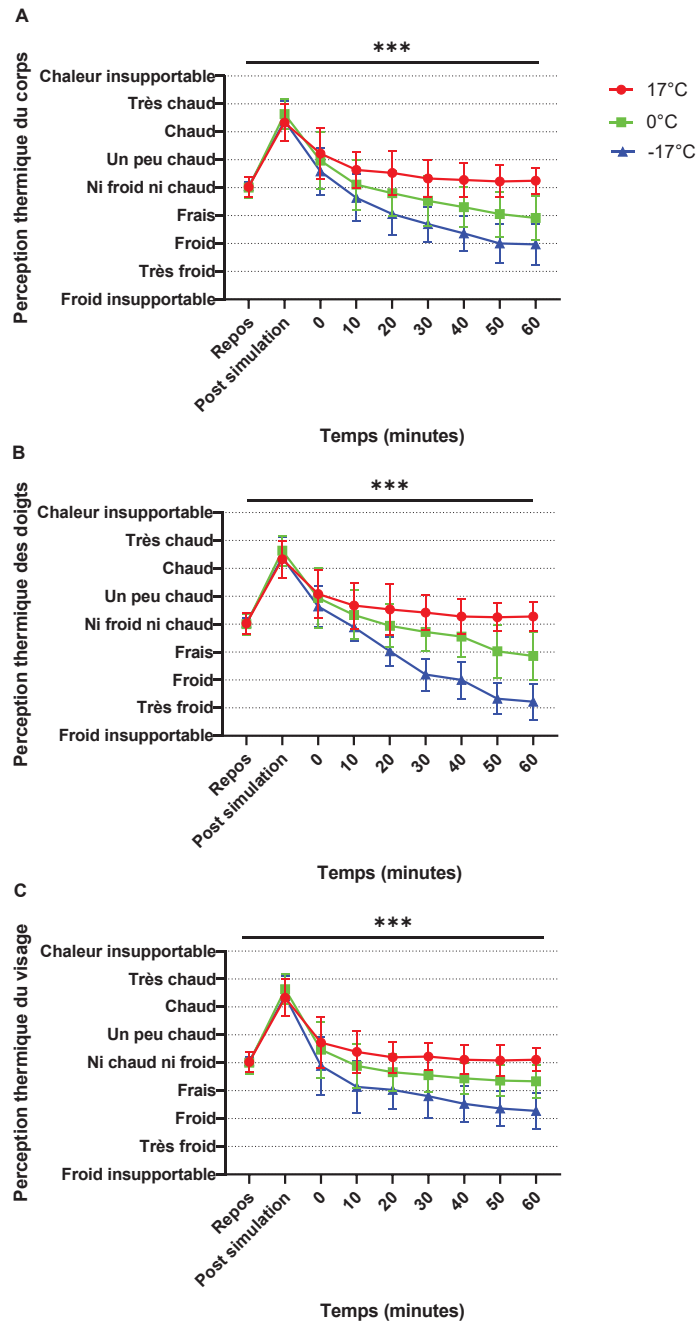 A
***
Perception thermique du corps
Chaleur insupportable
Très chaud
Chaud
Un peu chaud
Ni froid ni chaud
Frais
Froid
Très froid
Froid insupportable
17°C
0°C
-17°C
Repos
Post simulation
0
10
20
30
40
50
60
Temps (minutes)
B
***
Perception thermique des doigts
Chaleur insupportable
Très chaud
Chaud
Un peu chaud
Ni froid ni chaud
Frais
Froid
Très froid
Froid insupportable
Repos
Post simulation
0
10
20
30
40
50
60
Temps (minutes)
C
***
Perception thermique du visage
Chaleur insupportable
Très chaud
Chaud
Un peu chaud
Ni chaud ni froid
Frais
Froid
Très froid
Froid insupportable
Repos
Post simulation
0
10
20
30
40
50
60
Temps (minutes)